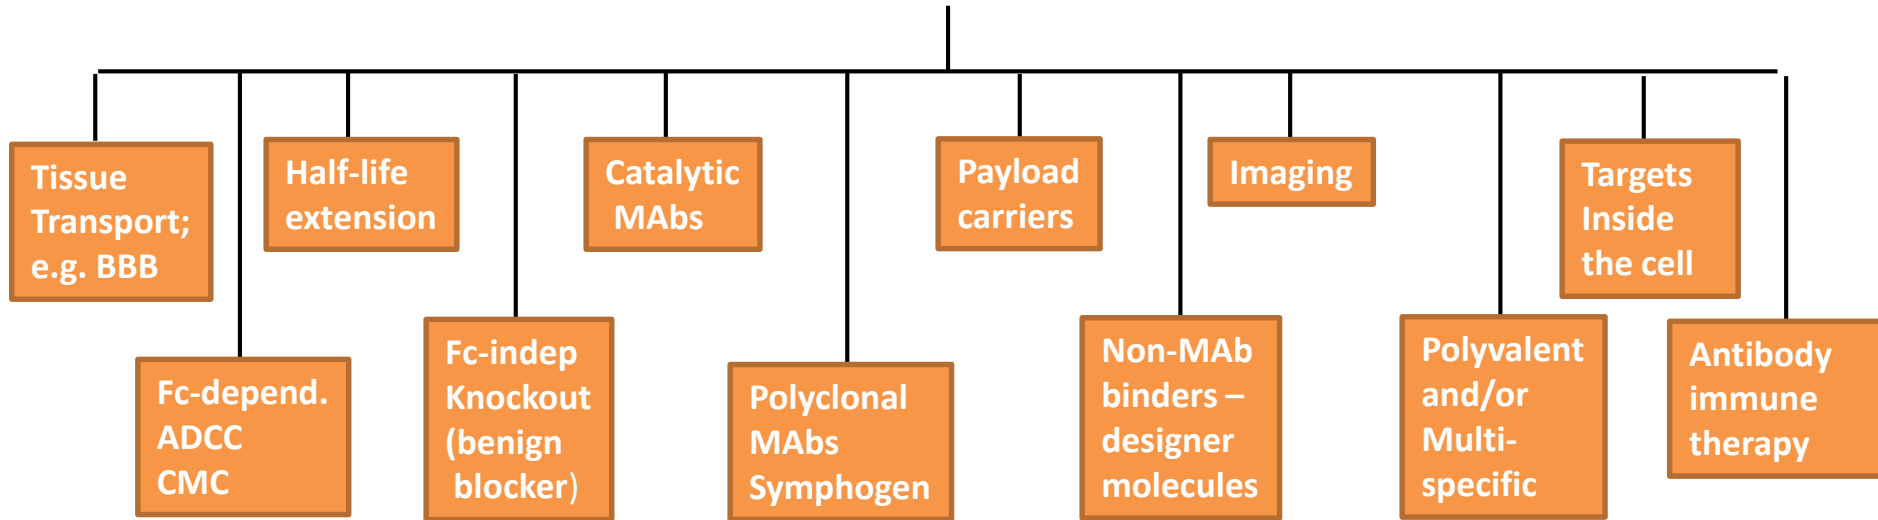 Tissue
Transport;
e.g. BBB
Fc-depend.
ADCC
CMC
Half-life
extension
Fc-indep
Knockout
(benign
blocker)
Catalytic
MAbs
Polyclonal
MAbs
Symphogen
Payload
carriers
Non-MAb
binders –
designer
molecules
Imaging
Polyvalent
and/or
Multi-
specific
Targets
Inside
the cell
Antibody
immune
therapy